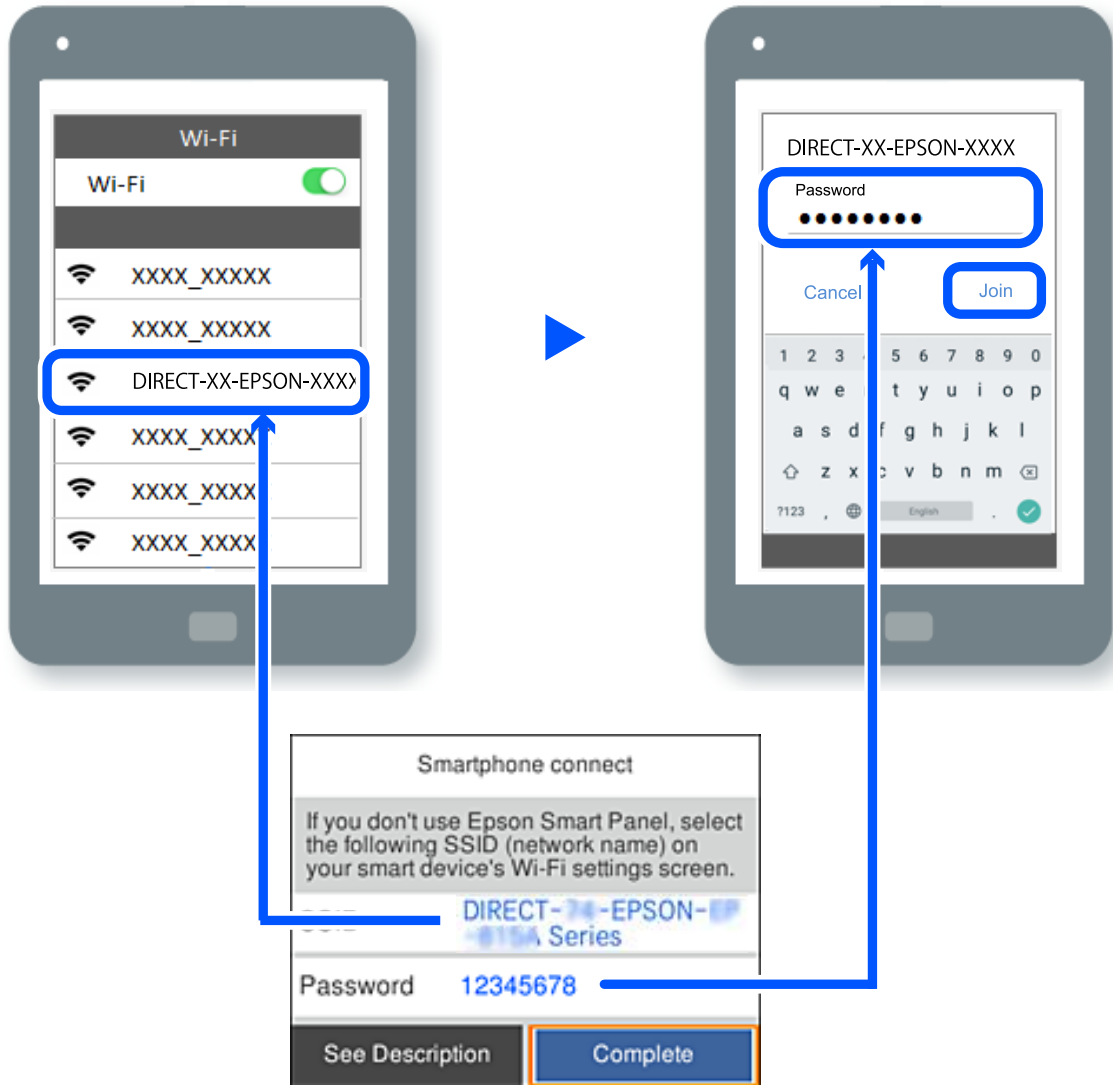 Wi-Fi
Wi-Fi
XXXX_XXXXX
XXXX_XXXXX
DIRECT-XX-EPSON-XXXX
XXXX_XXXX
XXXX_XXXX
XXXX_XXXX
DIRECT-XX-EPSON-XXXX
Password
●●●●●●●●
Cancel Join
1 2 3 5 6 7 8 9 0
q w e t y u i o p
a s d f g h j k l
z x c v b n m
?123 , English .
Smartphone connect
If you don't use Epson Smart Panel, select
the following SSID (network name) on
your smart device's Wi-Fi settings screen.
DIRECT- -EPSON-
Series
Password 12345678
See Description Complete